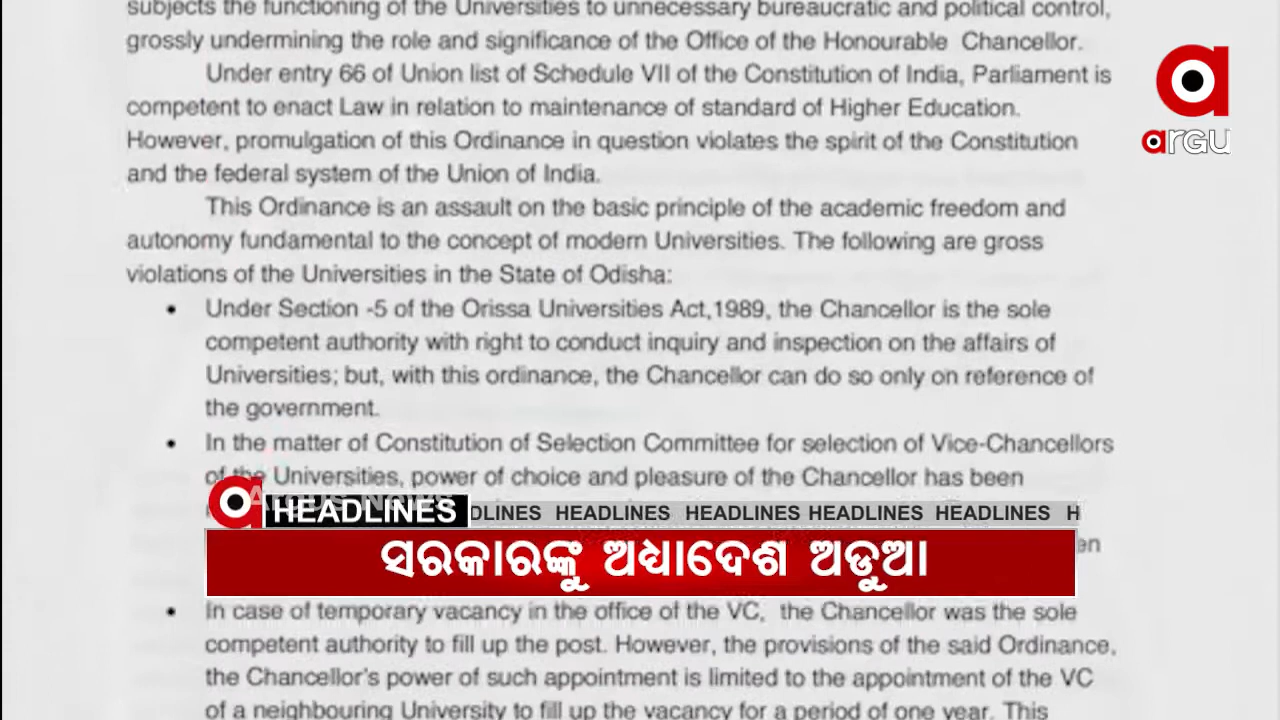 subjects the functioning of the Universities to unnecessary bureaucratic and political control,
grossly undermining the role and significance of the Office of the Honourable Chancellor.
Under entry 66 of Union list of Schedule VII of the Constitution of India, Parliament is
competent to enact Law in relation to maintenance of standard of Higher Education.
However, promulgation of this Ordinance in question violates the spirit of the Constitution
and the federal system of the Union of India.
This Ordinance is an assault on the basic principle of the academic freedom and
autonomy fundamental to the concept of modern Universities. The following are gross
violations of the Universities in the State of Odisha:
• Under Section -5 of the Orissa Universities Act,1989, the Chancellor is the sole
competent authority with right to conduct inquiry and inspection on the affairs of
Universities; but, with this ordinance, the Chancellor can do so only on reference of
the government.
• In the matter of Constitution of Selection Committee for selection of Vice-Chancellors
of the Universities, power of choice and pleasure of the Chancellor has been
HEADLINES DLINES HEADLINES HEADLINES HEADLINES HEADLINES H
ସରକାରଙ୍କୁ ଅଧ୍ୟାଦେଶ ଅଡୁଆ
• In case of temporary vacancy in the office of the VC, the Chancellor was the sole
competent authority to fill up the post. However, the provisions of the said Ordinance,
the Chancellor's power of such appointment is limited to the appointment of the VC
of a neighbouring University to fill up the vacancy for a period of one year. This
argu